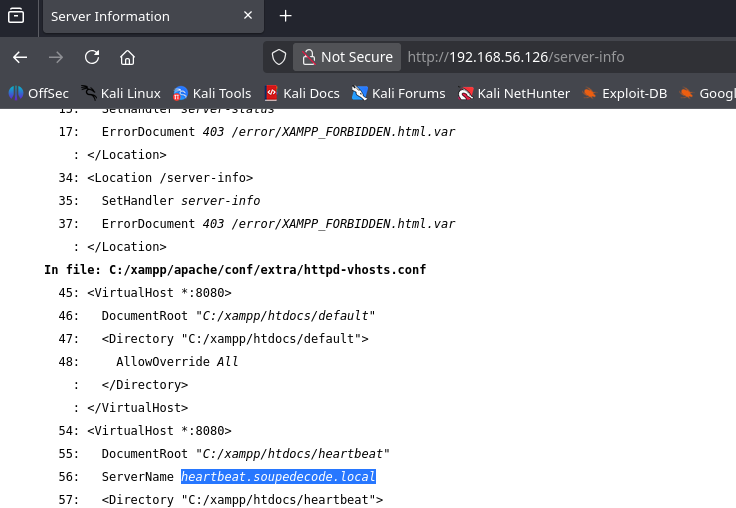 Server Information
Not Secure http://192.168.56.126/server-info
OffSec Kali Linux Kali Tools Kali Docs Kali Forums Kali NetHunter Exploit-DB Goog
15: SetHandler server-status
17: ErrorDocument 403 /error/XAMPP_FORBIDDEN.html.var
: </Location>
34: <Location /server-info>
35: SetHandler server-info
37: ErrorDocument 403 /error/XAMPP_FORBIDDEN.html.var
: </Location>
In file: C:/xampp/apache/conf/extra/httpd-vhosts.conf
45: <VirtualHost *:8080>
46: DocumentRoot "C:/xampp/htdocs/default"
47: <Directory "C:/xampp/htdocs/default">
48: AllowOverride All
: </Directory>
: </VirtualHost>
54: <VirtualHost *:8080>
55: DocumentRoot "C:/xampp/htdocs/heartbeat"
56: ServerName heartbeat.soupedecode.local
57: <Directory "C:/xampp/htdocs/heartbeat">